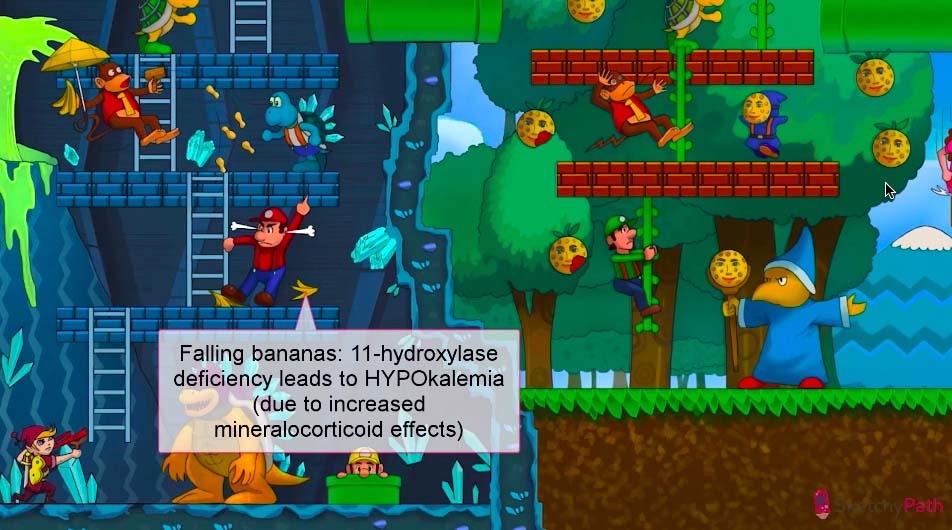 Falling bananas: 11-hydroxylase
deficiency leads to HYPOkalemia
(due to increased
mineralocorticoid effects)
SketchyPath